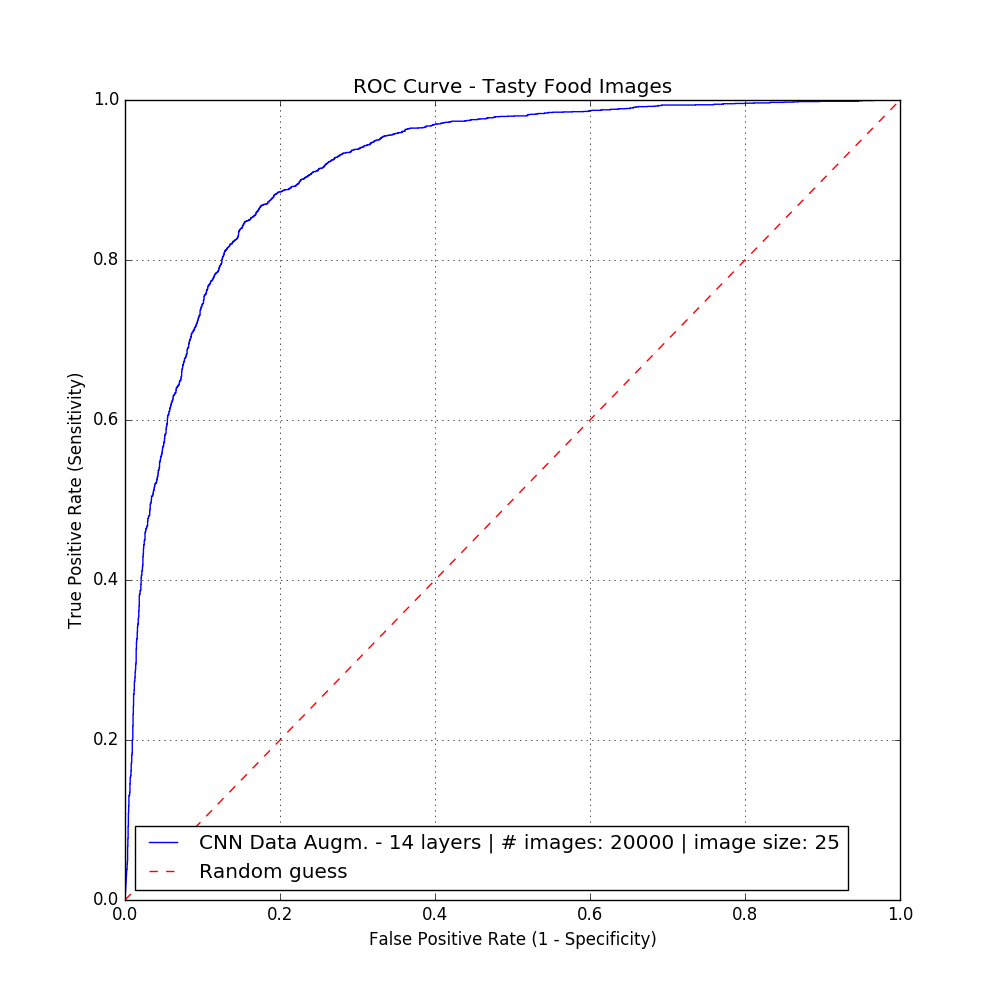 ROC Curve - Tasty Food Images
True Positive Rate (Sensitivity)
1.0
0.8
0.6
0.4
0.2
0.0
CNN Data Augm. - 14 layers | # images: 20000 | image size: 25
Random guess
0.0 0.2 0.4 0.6 0.8 1.0
False Positive Rate (1 - Specificity)